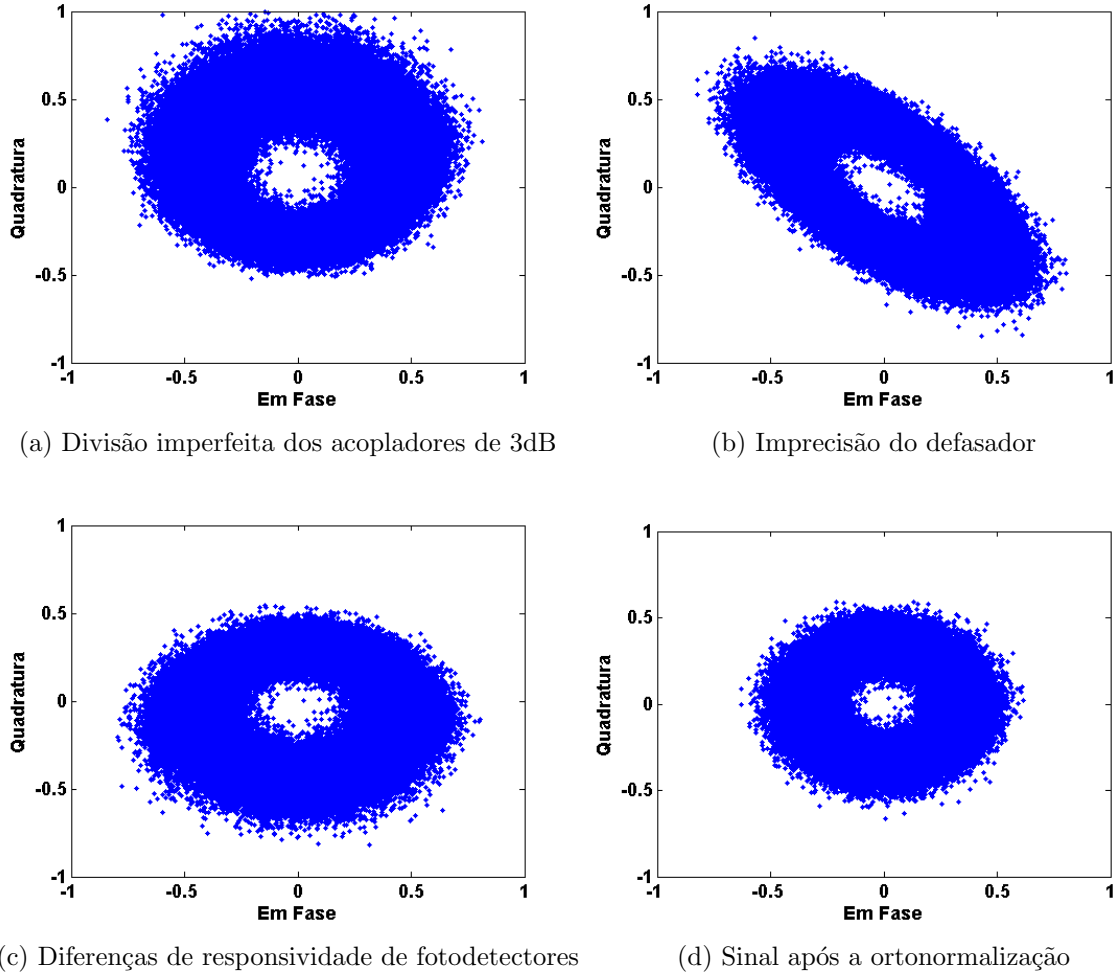 1
0.5
0
-0.5
-1
Quadratura
-1 -0.5 0 0.5 1
Em Fase
(a) Divisão imperfeita dos acopladores de 3dB
1
0.5
0
-0.5
-1
Quadratura
-1 -0.5 0 0.5 1
Em Fase
(b) Imprecisão do defasador
1
0.5
0
-0.5
-1
Quadratura
-1 -0.5 0 0.5 1
Em Fase
(c) Diferenças de responsividade de fotodetectores
1
0.5
0
-0.5
-1
Quadratura
-1 -0.5 0 0.5 1
Em Fase
(d) Sinal após a ortonormalização